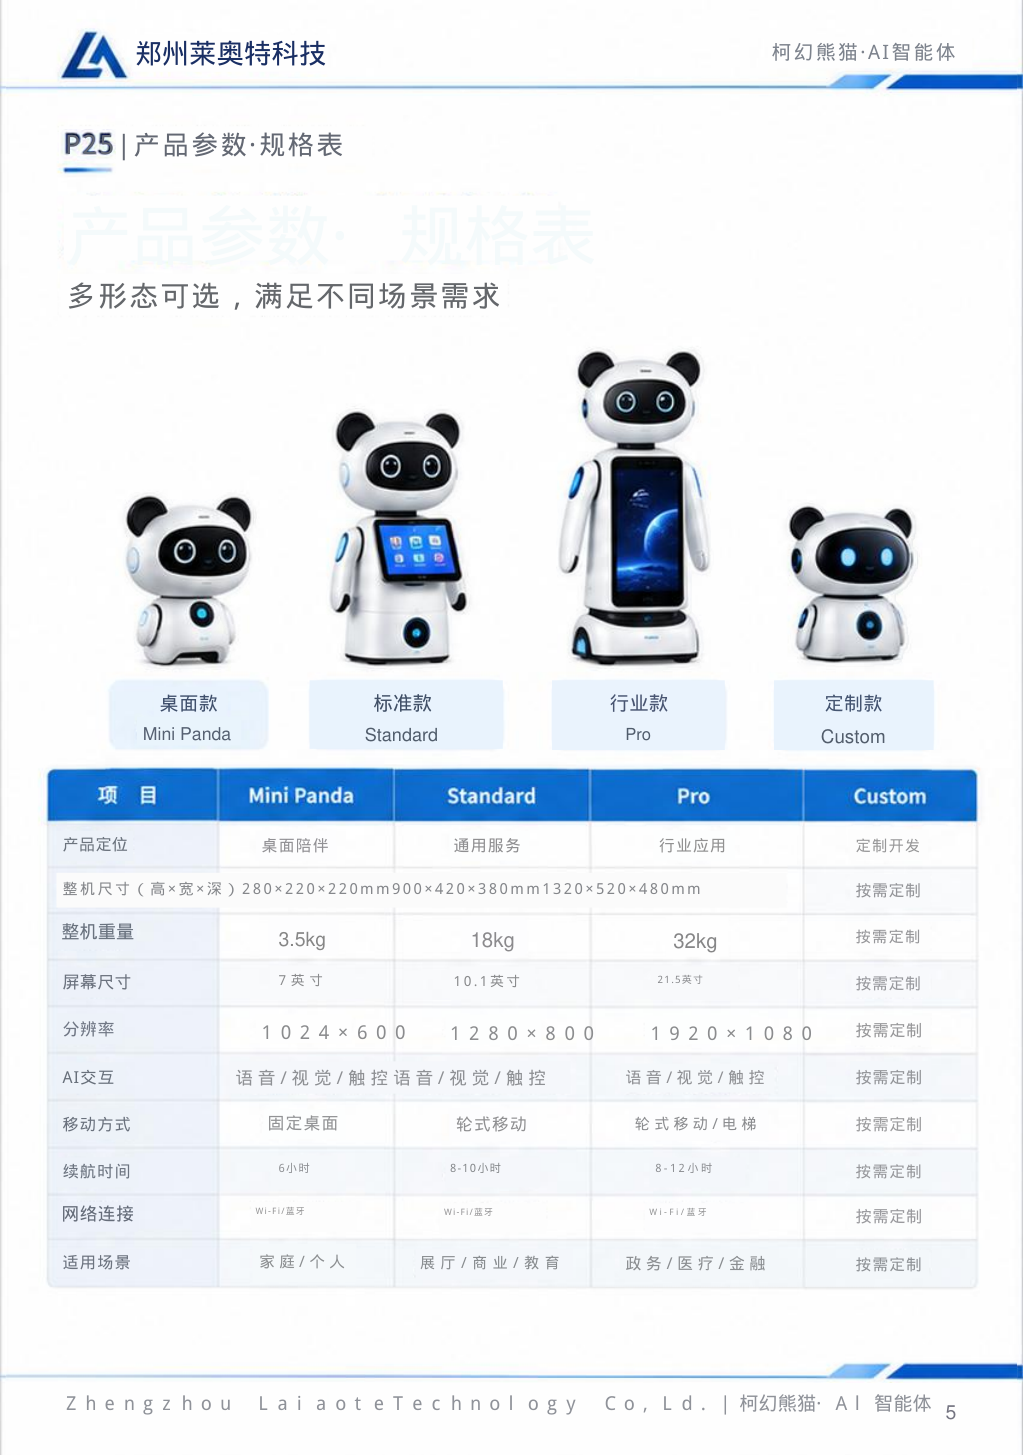 郑州莱奥特科技
柯幻熊猫·AI智能体
P25|产品参数·规格表
产品参数· 规格表
多形态可选，满足不同场景需求
桌面款 标准款 行业款 定制款
Mini Panda Standard Pro Custom
项 目 Mini Panda Standard Pro Custom
产品定位 桌面陪伴 通用服务 行业应用 定制开发
整机尺寸(高×宽×深)280×220×220mm900×420×380mm1320×520×480mm 按需定制
整机重量 3.5kg 18kg 32kg 按需定制
屏幕尺寸 7英寸 10.1英寸 21.5英寸 按需定制
分辨率 1024×600 1280×800 1920×1080 按需定制
AI交互 语音/视觉/触控 语音/视觉/触控 语音/视觉/触控 按需定制
移动方式 固定桌面 轮式移动 轮式移动/电梯 按需定制
续航时间 6小时 8-10小时 8-12小时 按需定制
网络连接 Wi-Fi/蓝牙 Wi-Fi/蓝牙 Wi-Fi/蓝牙 按需定制
适用场景 家庭/个人 展厅/商业/教育 政务/医疗/金融 按需定制
Zhengzhou LaiaoteTechnology Co,Ld.|柯幻熊猫· Al 智能体 5